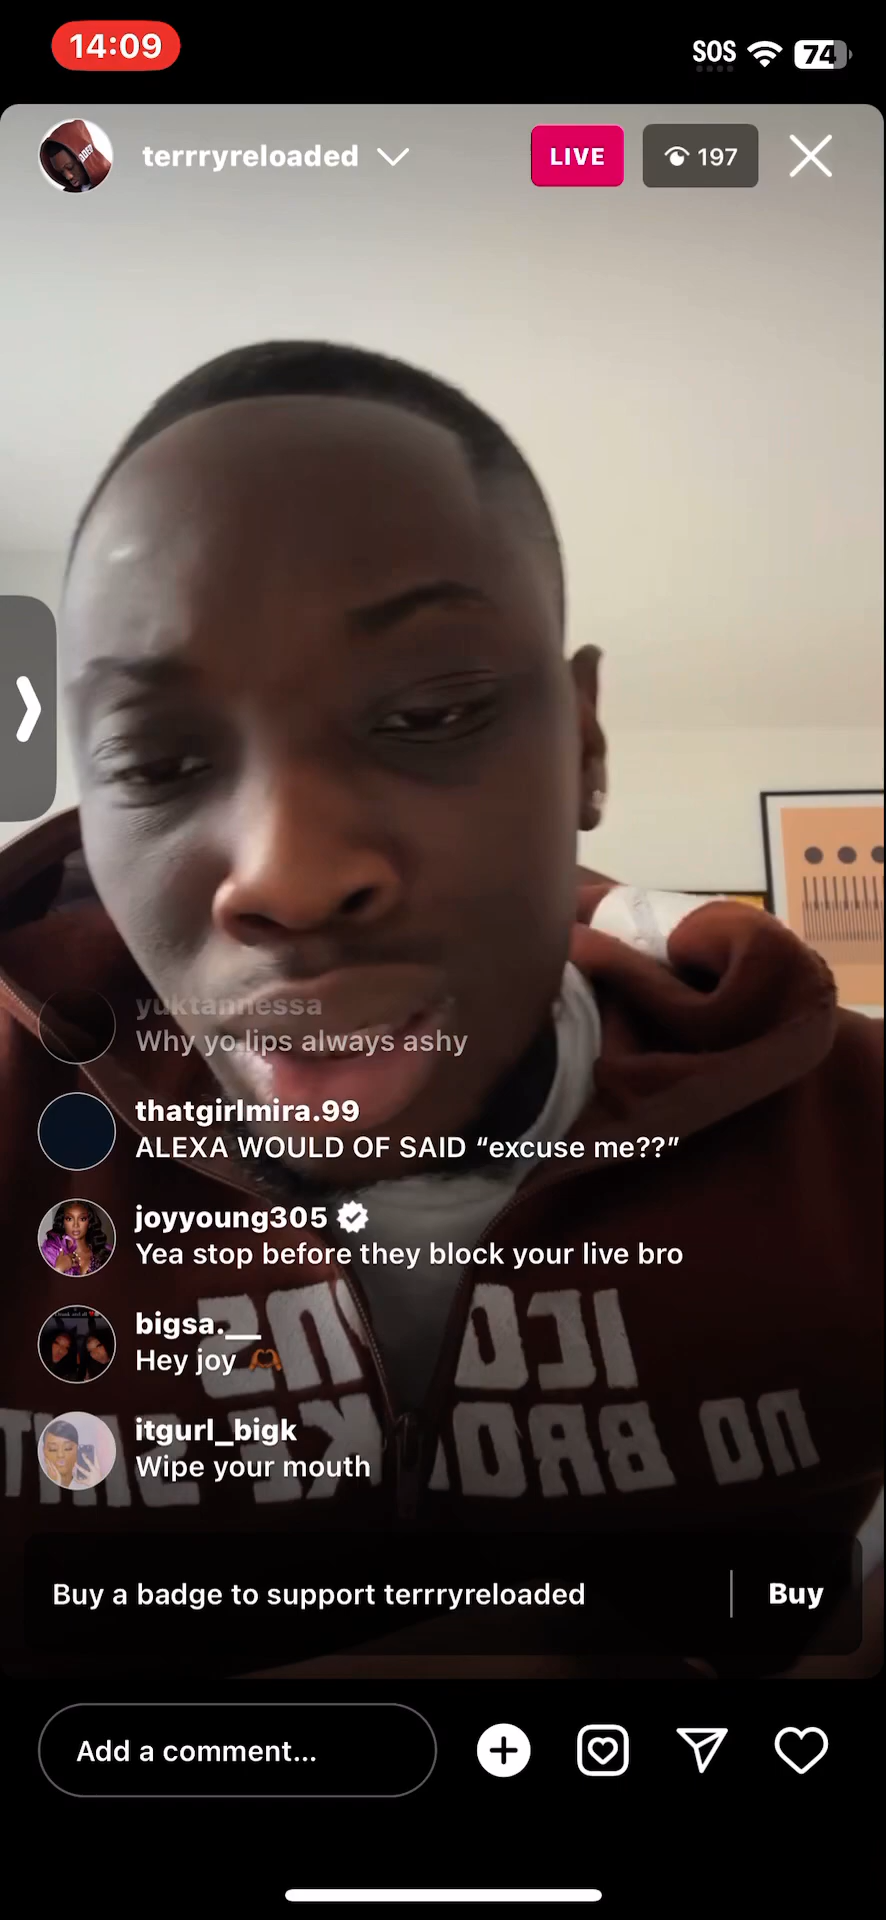 14:09
SOS
74
terrryreloaded
LIVE
197
yuktannessa
Why yo lips always ashy
thatgirlmira.99
ALEXA WOULD OF SAID “excuse me??”
joyyoung305
Yea stop before they block your live bro
bigsa.__
Hey joy 🫶🏾
itgurl_bigk
Wipe your mouth
Buy a badge to support terrryreloaded
Buy
Add a comment...